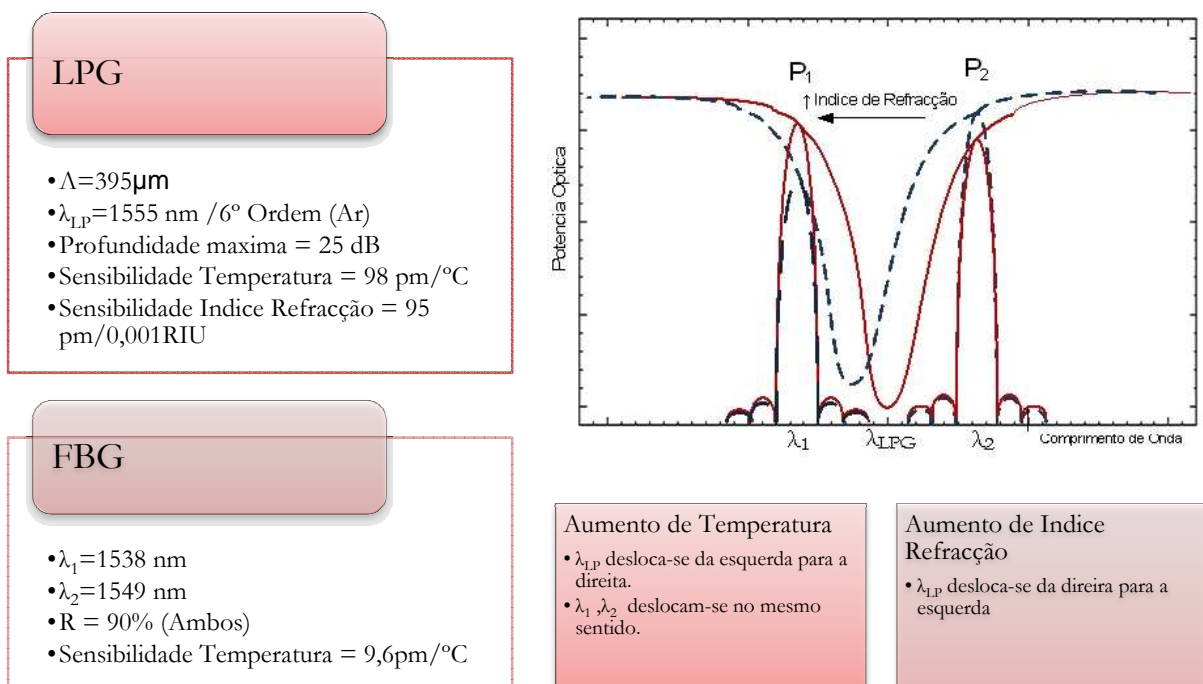 LPG
•Λ=395μm
•λLP=1555 nm /6º Ordem (Ar)
•Profundidade maxima = 25 dB
•Sensibilidade Temperatura = 98 pm/ºC
•Sensibilidade Indice Refracção = 95
pm/0,001RIU
FBG
•λ1=1538 nm
•λ2=1549 nm
•R = 90% (Ambos)
•Sensibilidade Temperatura = 9,6pm/ºC
P1
P2
↑ Indice de Refracção
Potencia Optica
λ1
λLPG
λ2
Comprimento de Onda
Aumento de Temperatura
• λLP desloca-se da esquerda para a
direita.
• λ1 ,λ2 deslocam-se no mesmo
sentido.
Aumento de Indice
Refracção
• λLP desloca-se da direira para a
esquerda